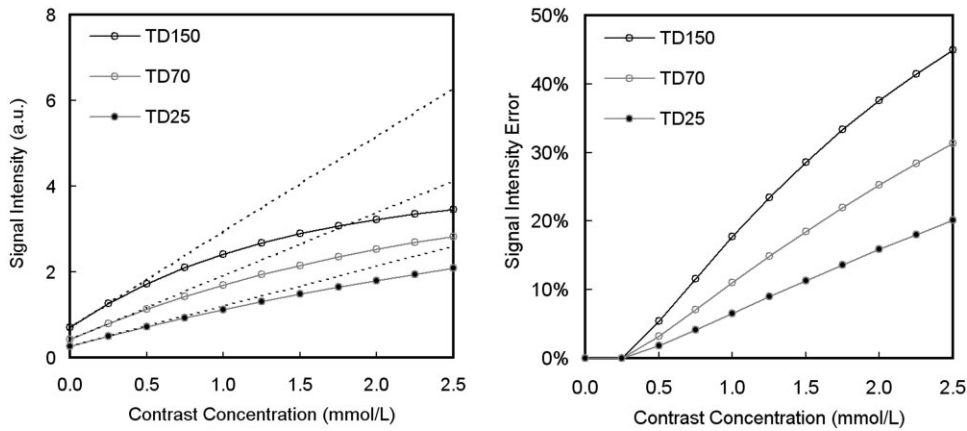 8
6
4
2
0
Signal Intensity (a.u.)
TD150
TD70
TD25
0.0 0.5 1.0 1.5 2.0 2.5
Contrast Concentration (mmol/L)
50%
40%
30%
20%
10%
0%
Signal Intensity Error
TD150
TD70
TD25
0.0 0.5 1.0 1.5 2.0 2.5
Contrast Concentration (mmol/L)